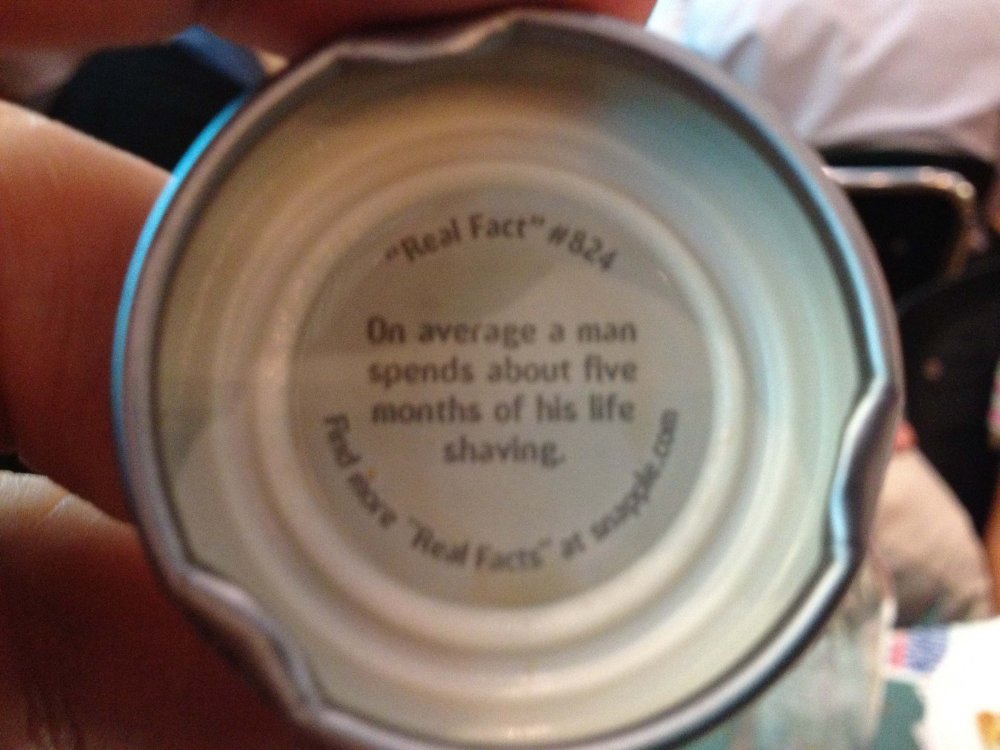 "Real Fact" #824
On average a man
spends about five
months of his life
shaving.
Find more "Real Facts" at snapple.com